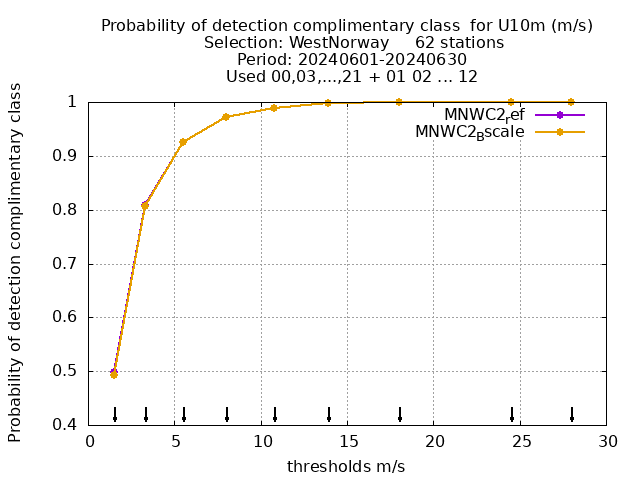 Probability of detection complimentary class  for U10m (m/s)
Selection: WestNorway     62 stations
Period: 20240601-20240630
Used 00,03,...,21 + 01 02 ... 12
Probability of detection complimentary class
1
0.9
0.8
0.7
0.6
0.5
0.4
MNWC2ref
MNWC2Bscale
0 5 10 15 20 25 30
thresholds m/s